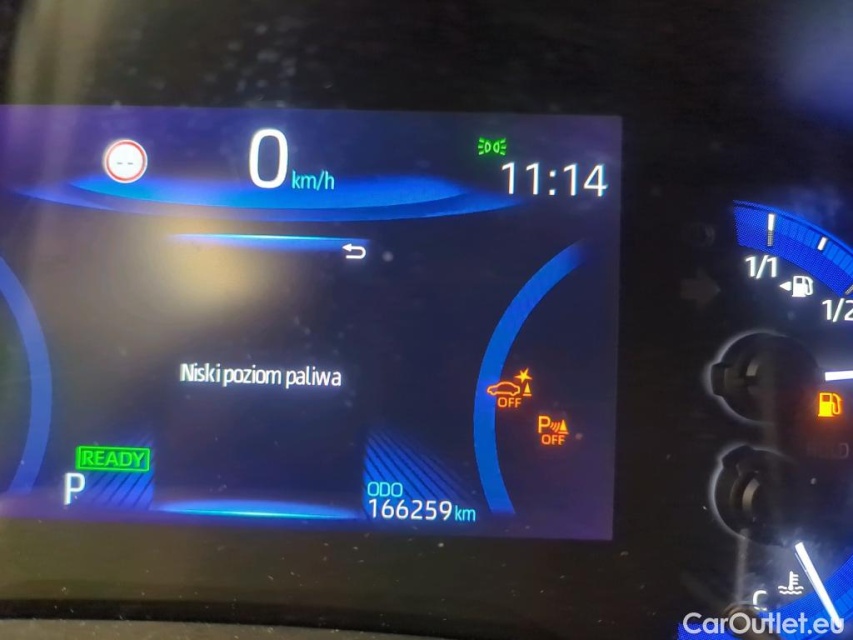 --
0 km/h
11:14
1/1
1/2
Niski poziom paliwa
OFF
P
OFF
READY
P
ODO
166259 km
C
CarOutlet.eu